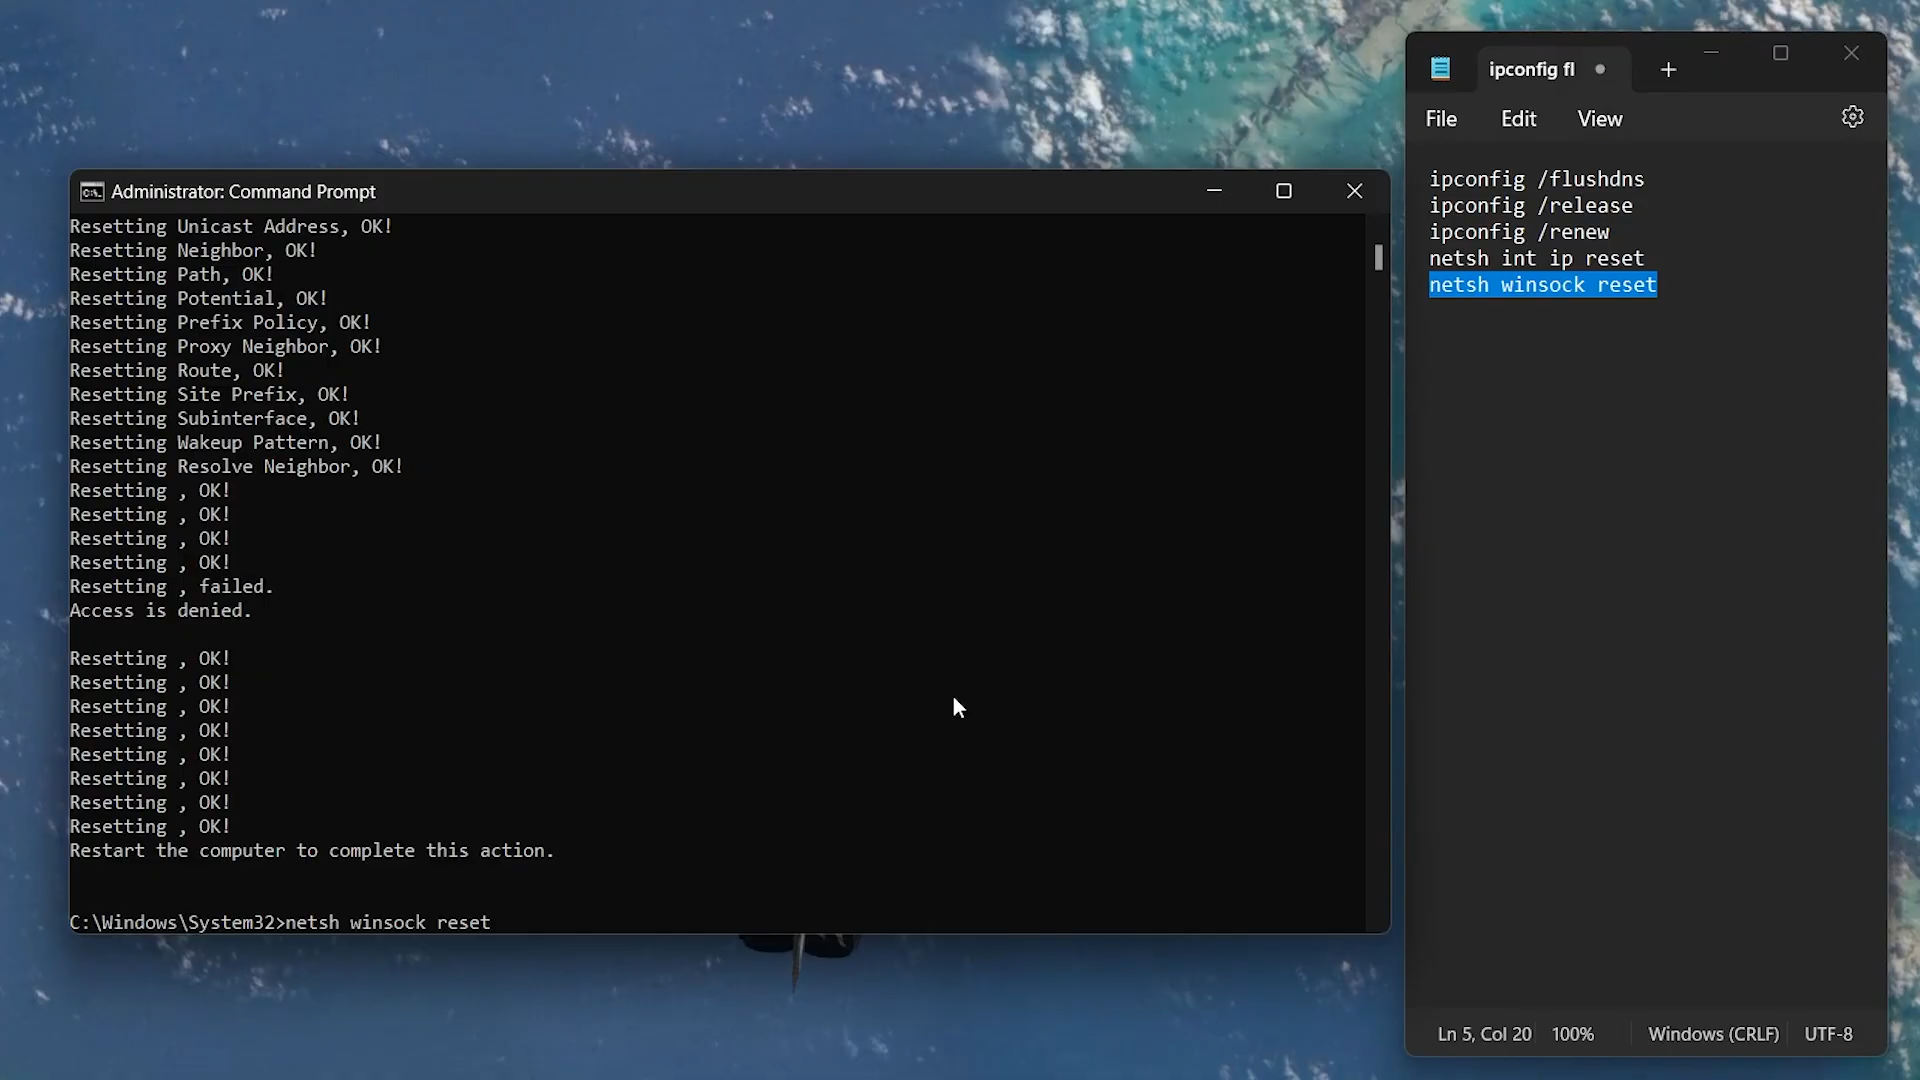 Administrator: Command Prompt
Resetting Unicast Address, OK!
Resetting Neighbor, OK!
Resetting Path, OK!
Resetting Potential, OK!
Resetting Prefix Policy, OK!
Resetting Proxy Neighbor, OK!
Resetting Route, OK!
Resetting Site Prefix, OK!
Resetting Subinterface, OK!
Resetting Wakeup Pattern, OK!
Resetting Resolve Neighbor, OK!
Resetting , OK!
Resetting , OK!
Resetting , OK!
Resetting , OK!
Resetting , failed.
Access is denied.
Resetting , OK!
Resetting , OK!
Resetting , OK!
Resetting , OK!
Resetting , OK!
Resetting , OK!
Resetting , OK!
Resetting , OK!
Restart the computer to complete this action.
C:\Windows\System32>netsh winsock reset
ipconfig fl
File Edit View
ipconfig /flushdns
ipconfig /release
ipconfig /renew
netsh int ip reset
netsh winsock reset
Ln 5, Col 20 100% Windows (CRLF) UTF-8